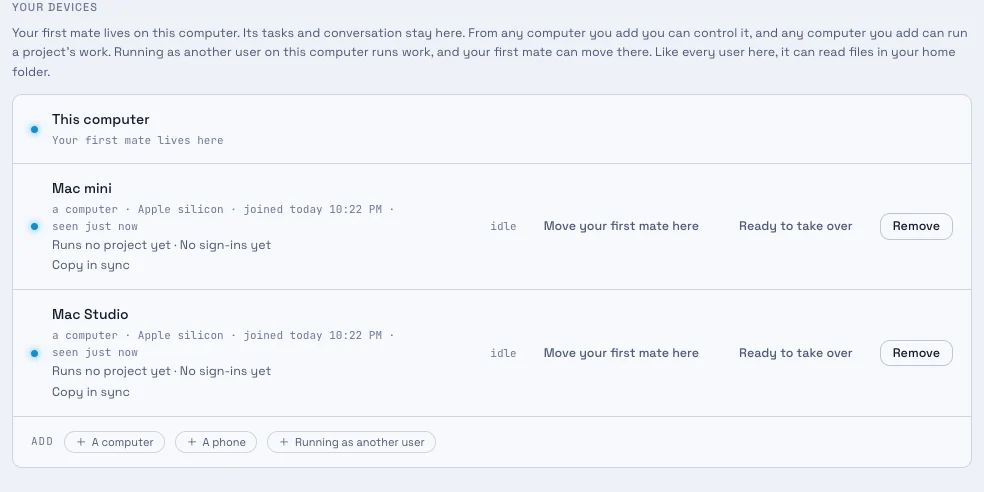 YOUR DEVICES
Your first mate lives on this computer. Its tasks and conversation stay here. From any computer you add you can control it, and any computer you add can run
a project's work. Running as another user on this computer runs work, and your first mate can move there. Like every user here, it can read files in your home
folder.
This computer
Your first mate lives here
Mac mini
a computer · Apple silicon · joined today 10:22 PM ·
seen just now
Runs no project yet · No sign-ins yet
Copy in sync
idle
Move your first mate here
Ready to take over
Remove
Mac Studio
a computer · Apple silicon · joined today 10:22 PM ·
seen just now
Runs no project yet · No sign-ins yet
Copy in sync
idle
Move your first mate here
Ready to take over
Remove
ADD
+ A computer
+ A phone
+ Running as another user